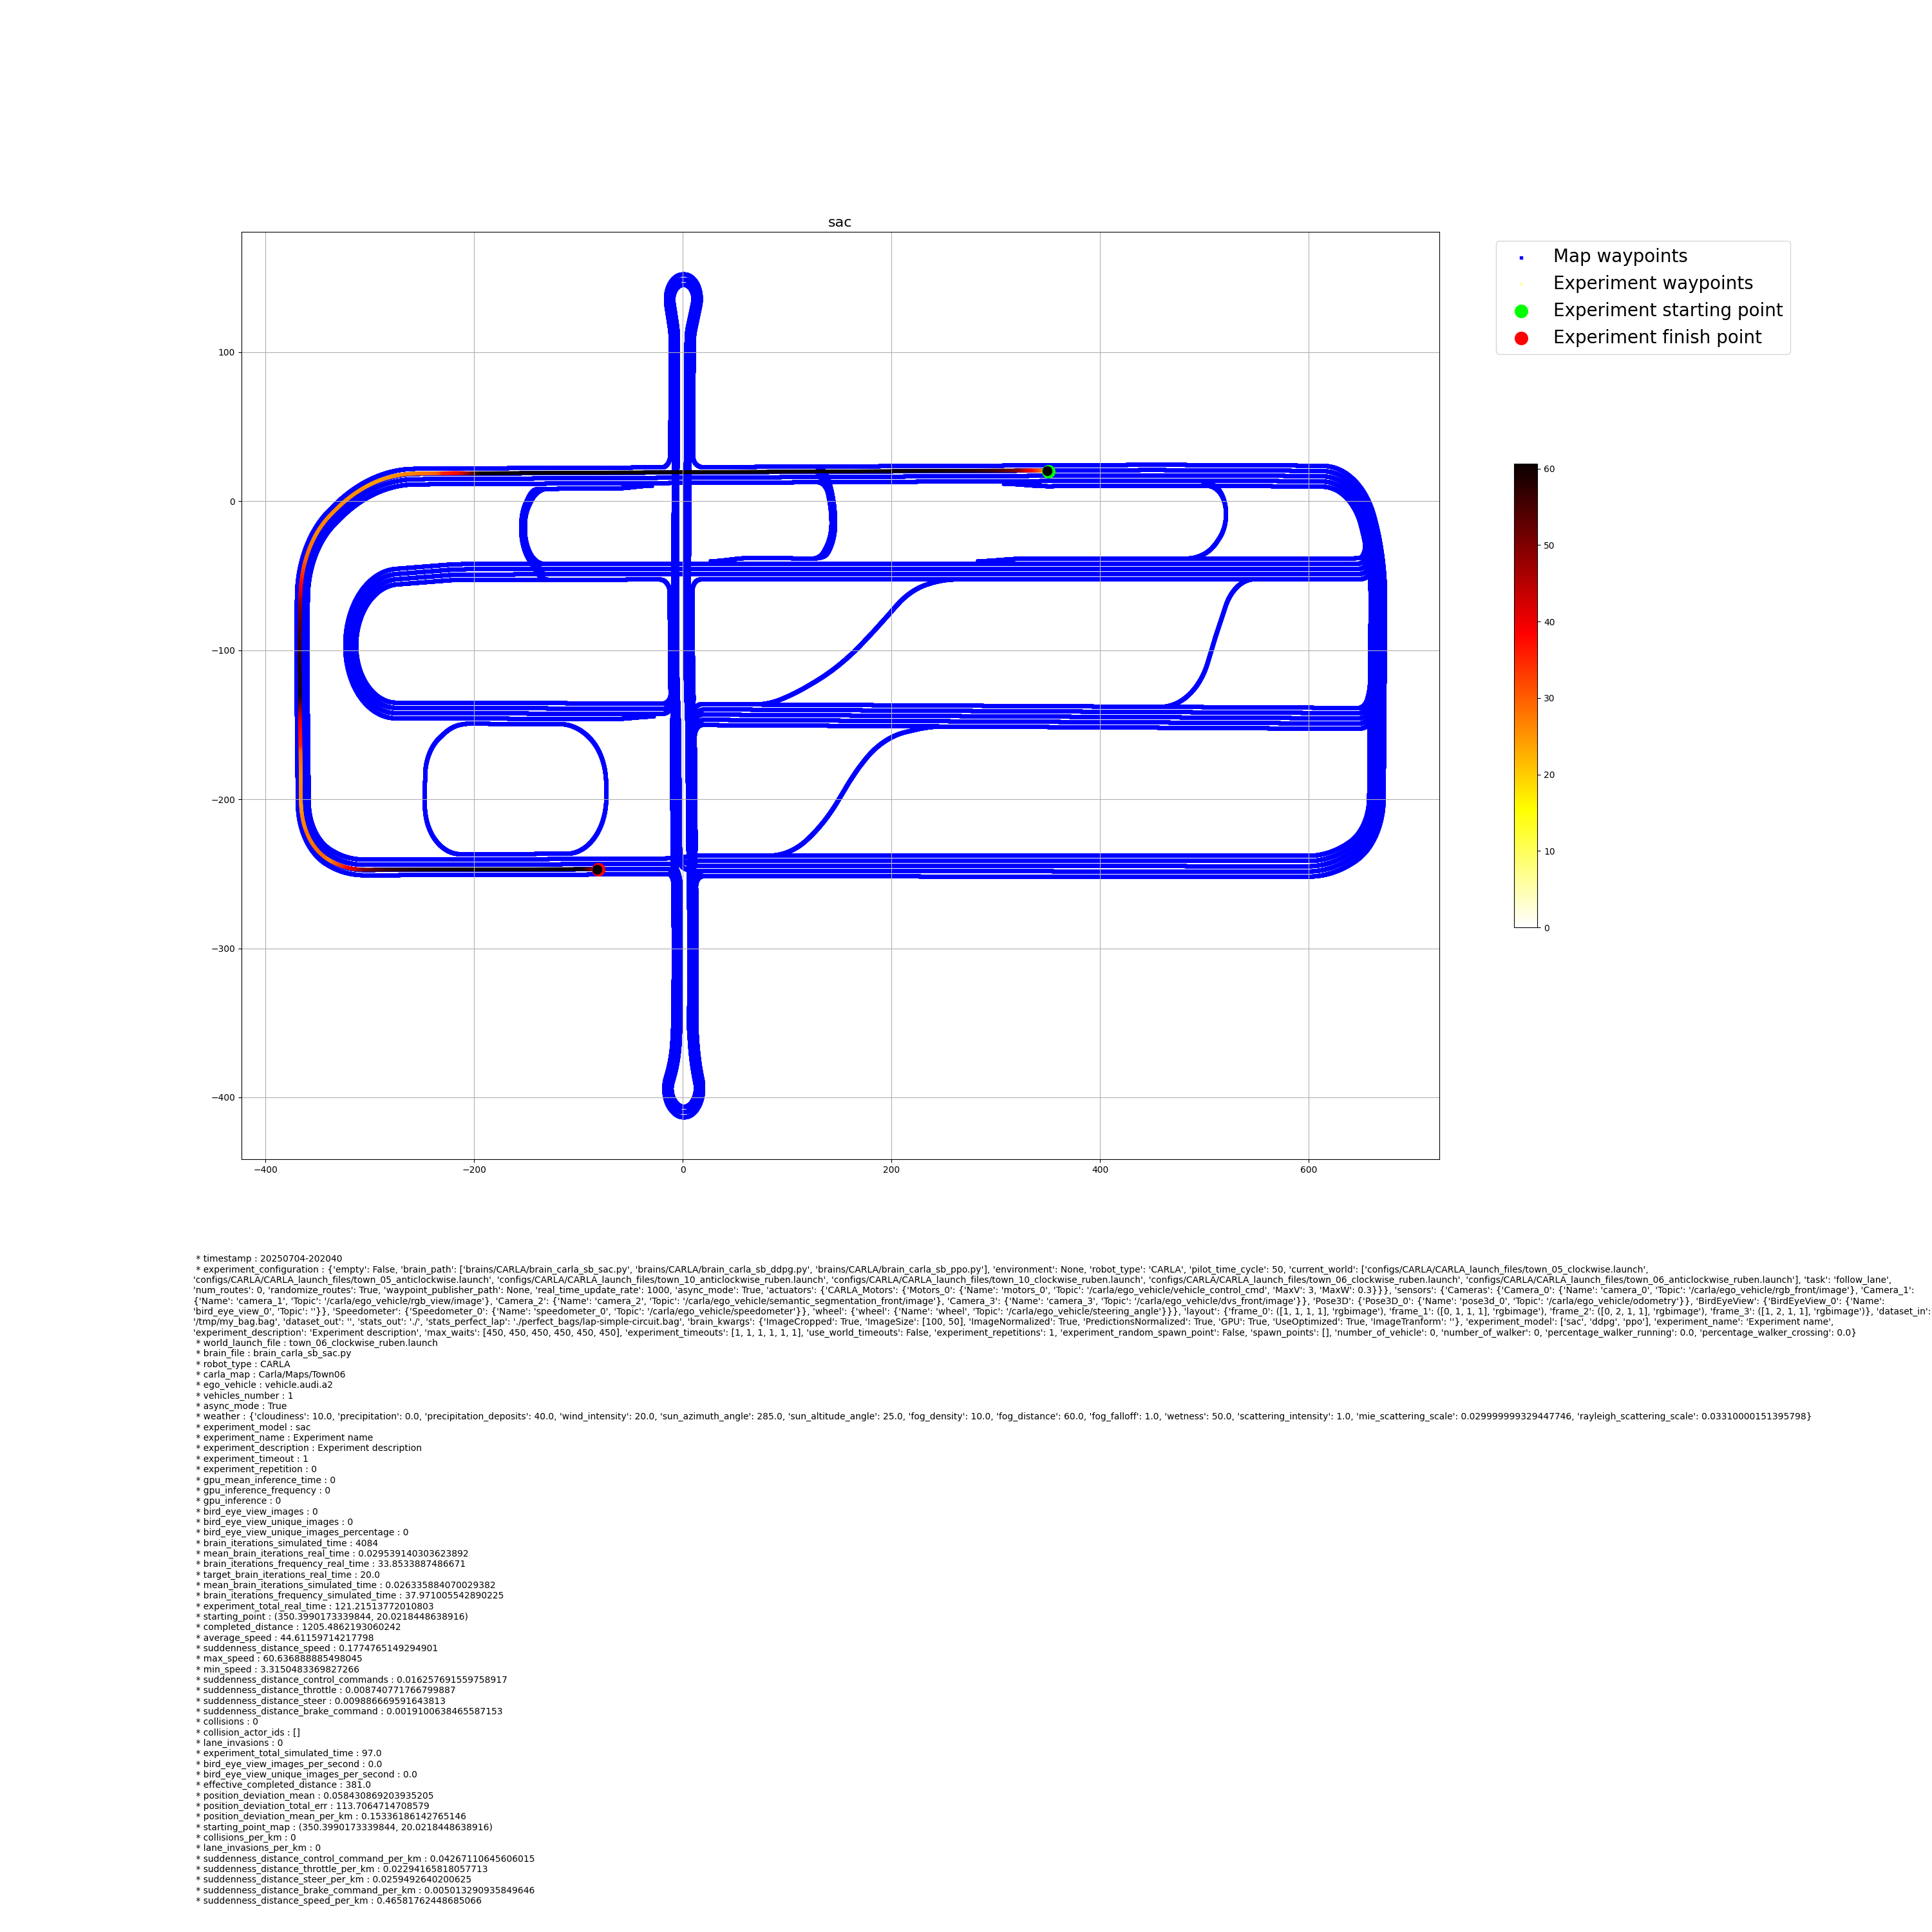 sac
Map waypoints
Experiment waypoints
Experiment starting point
Experiment finish point
100
0
−100
−200
−300
−400
−400
−200
0
200
400
600
60
50
40
30
20
10
0
* timestamp : 20250704-202040
* experiment_configuration : {'empty': False, 'brain_path': ['brains/CARLA/brain_carla_sb_sac.py', 'brains/CARLA/brain_carla_sb_ddpg.py', 'brains/CARLA/brain_carla_sb_ppo.py'], 'environment': None, 'robot_type': 'CARLA', 'pilot_time_cycle': 50, 'current_world': ['configs/CARLA/CARLA_launch_files/town_05_clockwise.launch',
'configs/CARLA/CARLA_launch_files/town_05_anticlockwise.launch', 'configs/CARLA/CARLA_launch_files/town_10_anticlockwise_ruben.launch', 'configs/CARLA/CARLA_launch_files/town_10_clockwise_ruben.launch', 'configs/CARLA/CARLA_launch_files/town_06_clockwise_ruben.launch', 'configs/CARLA/CARLA_launch_files/town_06_anticlockwise_ruben.launch'], 'task': 'follow_lane',
'num_routes': 0, 'randomize_routes': True, 'waypoint_publisher_path': None, 'real_time_update_rate': 1000, 'async_mode': True, 'actuators': {'CARLA_Motors': {'Motors_0': {'Name': 'motors_0', 'Topic': '/carla/ego_vehicle/vehicle_control_cmd', 'MaxV': 3, 'MaxW': 0.3}}}, 'sensors': {'Cameras': {'Camera_0': {'Name': 'camera_0', 'Topic': '/carla/ego_vehicle/rgb_front/image'}, 'Camera_1':
{'Name': 'camera_1', 'Topic': '/carla/ego_vehicle/rgb_view/image'}, 'Camera_2': {'Name': 'camera_2', 'Topic': '/carla/ego_vehicle/semantic_segmentation_front/image'}, 'Camera_3': {'Name': 'camera_3', 'Topic': '/carla/ego_vehicle/dvs_front/image'}}, 'Pose3D': {'Pose3D_0': {'Name': 'pose3d_0', 'Topic': '/carla/ego_vehicle/odometry'}}, 'BirdEyeView': {'BirdEyeView_0': {'Name':
'bird_eye_view_0', 'Topic': ''}}, 'Speedometer': {'Speedometer_0': {'Name': 'speedometer_0', 'Topic': '/carla/ego_vehicle/speedometer'}}, 'wheel': {'wheel': {'Name': 'wheel', 'Topic': '/carla/ego_vehicle/steering_angle'}}}, 'layout': {'frame_0': ([1, 1, 1, 1], 'rgbimage'), 'frame_1': ([0, 1, 1, 1], 'rgbimage'), 'frame_2': ([0, 2, 1, 1], 'rgbimage'), 'frame_3': ([1, 2, 1, 1], 'rgbimage')}, 'dataset_in':
'/tmp/my_bag.bag', 'dataset_out': '', 'stats_out': './', 'stats_perfect_lap': './perfect_bags/lap-simple-circuit.bag', 'brain_kwargs': {'ImageCropped': True, 'ImageSize': [100, 50], 'ImageNormalized': True, 'PredictionsNormalized': True, 'GPU': True, 'UseOptimized': True, 'ImageTranform': ''}, 'experiment_model': ['sac', 'ddpg', 'ppo'], 'experiment_name': 'Experiment name',
'experiment_description': 'Experiment description', 'max_waits': [450, 450, 450, 450, 450, 450], 'experiment_timeouts': [1, 1, 1, 1, 1, 1], 'use_world_timeouts': False, 'experiment_repetitions': 1, 'experiment_random_spawn_point': False, 'spawn_points': [], 'number_of_vehicle': 0, 'number_of_walker': 0, 'percentage_walker_running': 0.0, 'percentage_walker_crossing': 0.0}
* world_launch_file : town_06_clockwise_ruben.launch
* brain_file : brain_carla_sb_sac.py
* robot_type : CARLA
* carla_map : Carla/Maps/Town06
* ego_vehicle : vehicle.audi.a2
* vehicles_number : 1
* async_mode : True
* weather : {'cloudiness': 10.0, 'precipitation': 0.0, 'precipitation_deposits': 40.0, 'wind_intensity': 20.0, 'sun_azimuth_angle': 285.0, 'sun_altitude_angle': 25.0, 'fog_density': 10.0, 'fog_distance': 60.0, 'fog_falloff': 1.0, 'wetness': 50.0, 'scattering_intensity': 1.0, 'mie_scattering_scale': 0.029999999329447746, 'rayleigh_scattering_scale': 0.03310000151395798}
* experiment_model : sac
* experiment_name : Experiment name
* experiment_description : Experiment description
* experiment_timeout : 1
* experiment_repetition : 0
* gpu_mean_inference_time : 0
* gpu_inference_frequency : 0
* gpu_inference : 0
* bird_eye_view_images : 0
* bird_eye_view_unique_images : 0
* bird_eye_view_unique_images_percentage : 0
* brain_iterations_simulated_time : 4084
* mean_brain_iterations_real_time : 0.029539140303623892
* brain_iterations_frequency_real_time : 33.8533887486671
* target_brain_iterations_real_time : 20.0
* mean_brain_iterations_simulated_time : 0.026335884070029382
* brain_iterations_frequency_simulated_time : 37.971005542890225
* experiment_total_real_time : 121.21513772010803
* starting_point : (350.3990173339844, 20.0218448638916)
* completed_distance : 1205.4862193060242
* average_speed : 44.61159714217798
* suddenness_distance_speed : 0.1774765149294901
* max_speed : 60.636888885498045
* min_speed : 3.3150483369827266
* suddenness_distance_control_commands : 0.016257691559758917
* suddenness_distance_throttle : 0.008740771766799887
* suddenness_distance_steer : 0.009886669591643813
* suddenness_distance_brake_command : 0.0019100638465587153
* collisions : 0
* collision_actor_ids : []
* lane_invasions : 0
* experiment_total_simulated_time : 97.0
* bird_eye_view_images_per_second : 0.0
* bird_eye_view_unique_images_per_second : 0.0
* effective_completed_distance : 381.0
* position_deviation_mean : 0.058430869203935205
* position_deviation_total_err : 113.7064714708579
* position_deviation_mean_per_km : 0.15336186142765146
* starting_point_map : (350.3990173339844, 20.0218448638916)
* collisions_per_km : 0
* lane_invasions_per_km : 0
* suddenness_distance_control_command_per_km : 0.04267110645606015
* suddenness_distance_throttle_per_km : 0.02294165818057713
* suddenness_distance_steer_per_km : 0.0259492640200625
* suddenness_distance_brake_command_per_km : 0.005013290935849646
* suddenness_distance_speed_per_km : 0.46581762448685066